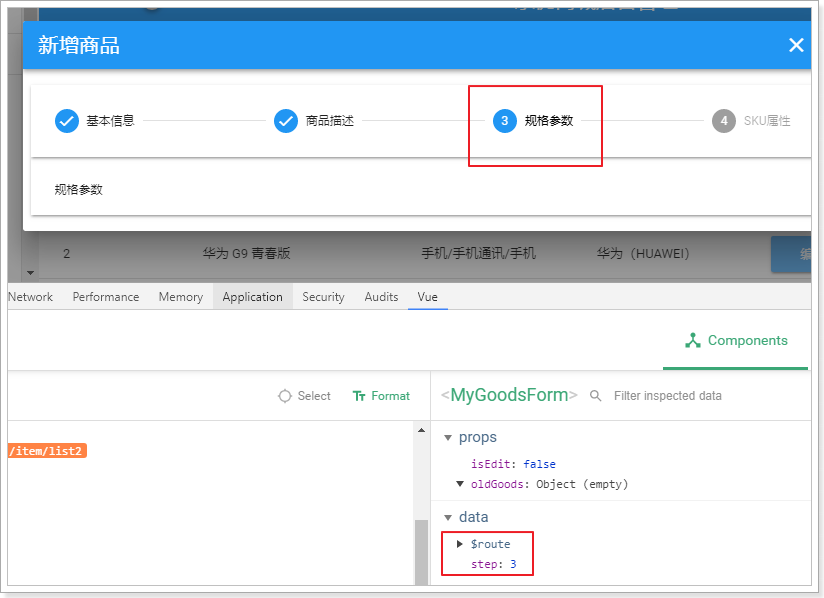 新增商品 ✕
基本信息 商品描述 3 规格参数 4 SKU属性
规格参数
2 华为 G9 青春版 手机/手机通讯/手机 华为（HUAWEI）
Network Performance Memory Application Security Audits Vue
Components
Select Format <MyGoodsForm> Filter inspected data
/item/list2
props
isEdit: false
oldGoods: Object (empty)
data
$route
step: 3